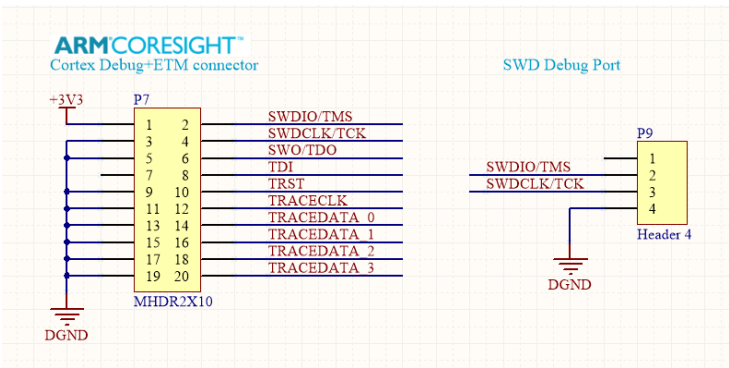 ARM®CORESIGHT™
Cortex Debug+ETM connector
SWD Debug Port
+3V3
P7
1 2 SWDIO/TMS
3 4 SWDCLK/TCK
5 6 SWO/TDO
7 8 TDI
9 10 TRST
11 12 TRACECLK
13 14 TRACEDATA_0
15 16 TRACEDATA_1
17 18 TRACEDATA_2
19 20 TRACEDATA_3
MHDR2X10
DGND
P9
1
SWDIO/TMS 2
SWDCLK/TCK 3
4
Header 4
DGND